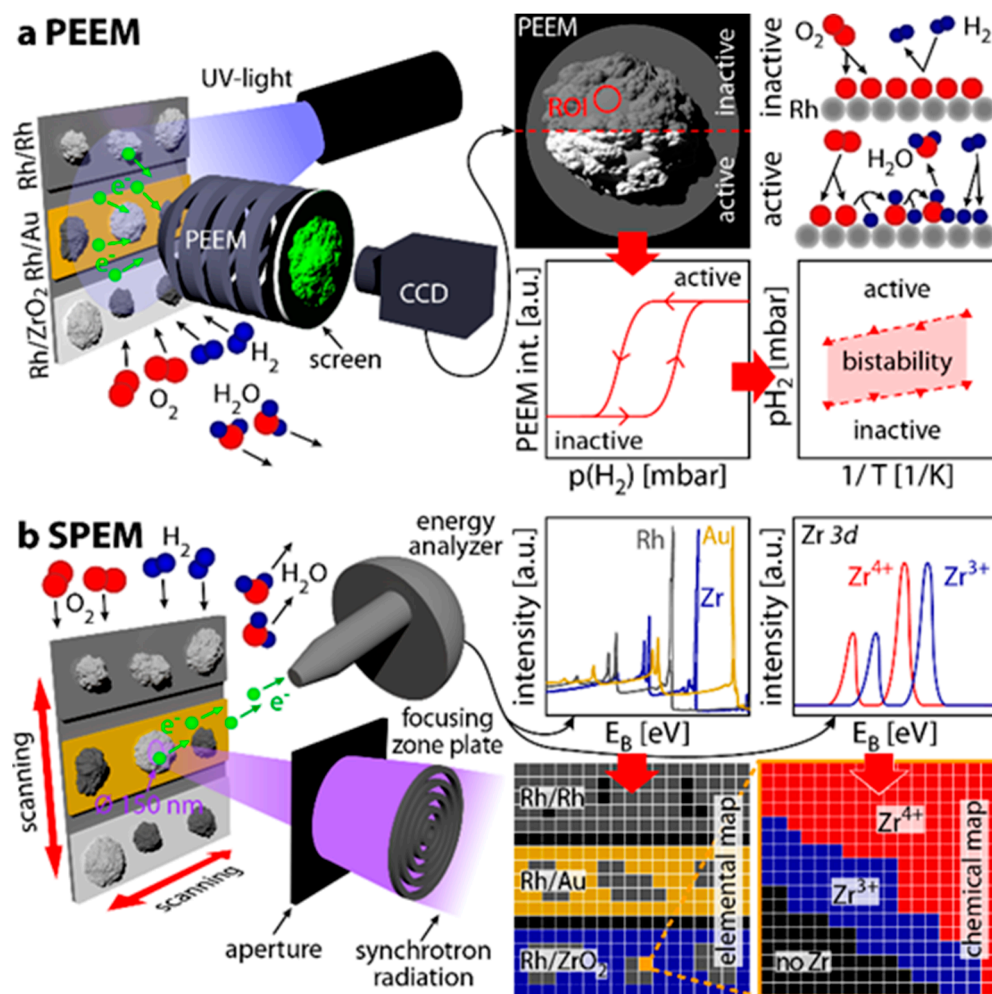 a PEEM
UV-light
Rh/Rh
Rh/Au
Rh/ZrO2
e-
e-
PEEM
CCD
screen
H2
O2
H2O
PEEM
ROI
inactive
active
O2
H2
Rh
inactive
H2O
active
PEEM int. [a.u.]
active
inactive
p(H2) [mbar]
pH2 [mbar]
active
bistability
inactive
1/ T [1/K]
b SPEM
O2
H2
H2O
energy
analyzer
e-
e-
focusing
zone plate
Ø 150 nm
scanning
scanning
aperture
synchrotron
radiation
intensity [a.u.]
Rh
Au
Zr
EB [eV]
intensity [a.u.]
Zr 3d
Zr4+
Zr3+
EB [eV]
Rh/Rh
Rh/Au
Rh/ZrO2
elemental map
Zr4+
Zr3+
no Zr
chemical map